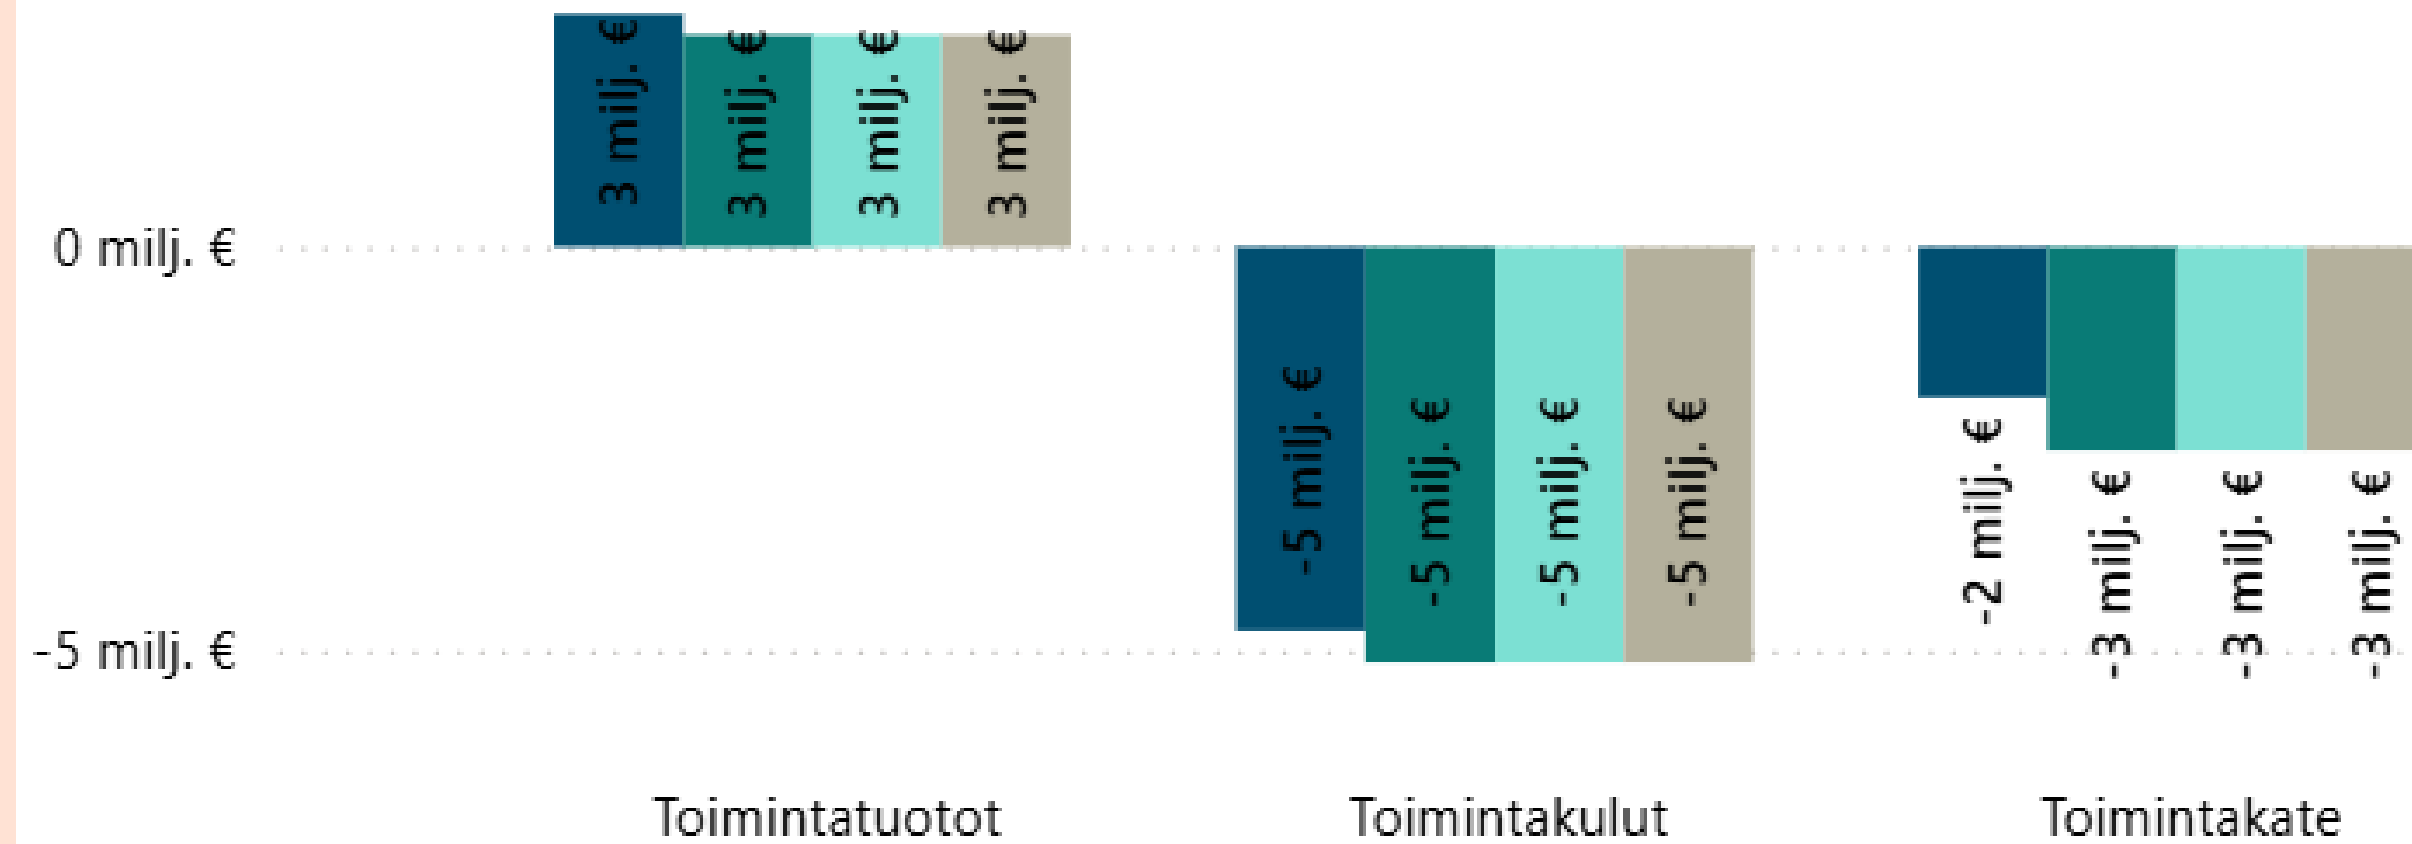 3 milj. €
3 milj. €
3 milj. €
3 milj. €
0 milj. €
-5 milj. €
-5 milj. €
-5 milj. €
-5 milj. €
-2 milj. €
-3 milj. €
-3 milj. €
-3 milj. €
-5 milj. €
Toimintatuotot
Toimintakulut
Toimintakate